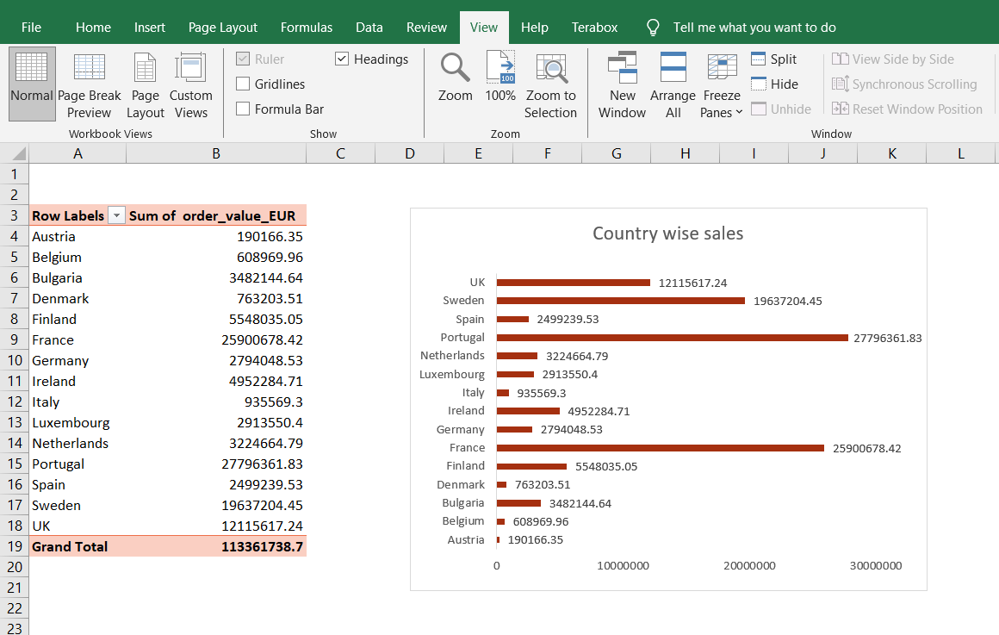 File Home Insert Page Layout Formulas Data Review View Help Terabox Tell me what you want to do
Normal
Page Break Preview
Page Layout
Custom Views
Workbook Views
Ruler
Headings
Gridlines
Formula Bar
Show
Zoom
100
100%
Zoom to Selection
Zoom
New Window
Arrange All
Freeze Panes
Split
Hide
Unhide
View Side by Side
Synchronous Scrolling
Reset Window Position
Window
A B C D E F G H I J K L
1
2
3 Row Labels Sum of order_value_EUR
4 Austria 190166.35
5 Belgium 608969.96
6 Bulgaria 3482144.64
7 Denmark 763203.51
8 Finland 5548035.05
9 France 25900678.42
10 Germany 2794048.53
11 Ireland 4952284.71
12 Italy 935569.3
13 Luxembourg 2913550.4
14 Netherlands 3224664.79
15 Portugal 27796361.83
16 Spain 2499239.53
17 Sweden 19637204.45
18 UK 12115617.24
19 Grand Total 113361738.7
20
21
22
23
Country wise sales
UK 12115617.24
Sweden 19637204.45
Spain 2499239.53
Portugal 27796361.83
Netherlands 3224664.79
Luxembourg 2913550.4
Italy 935569.3
Ireland 4952284.71
Germany 2794048.53
France 25900678.42
Finland 5548035.05
Denmark 763203.51
Bulgaria 3482144.64
Belgium 608969.96
Austria 190166.35
0 10000000 20000000 30000000